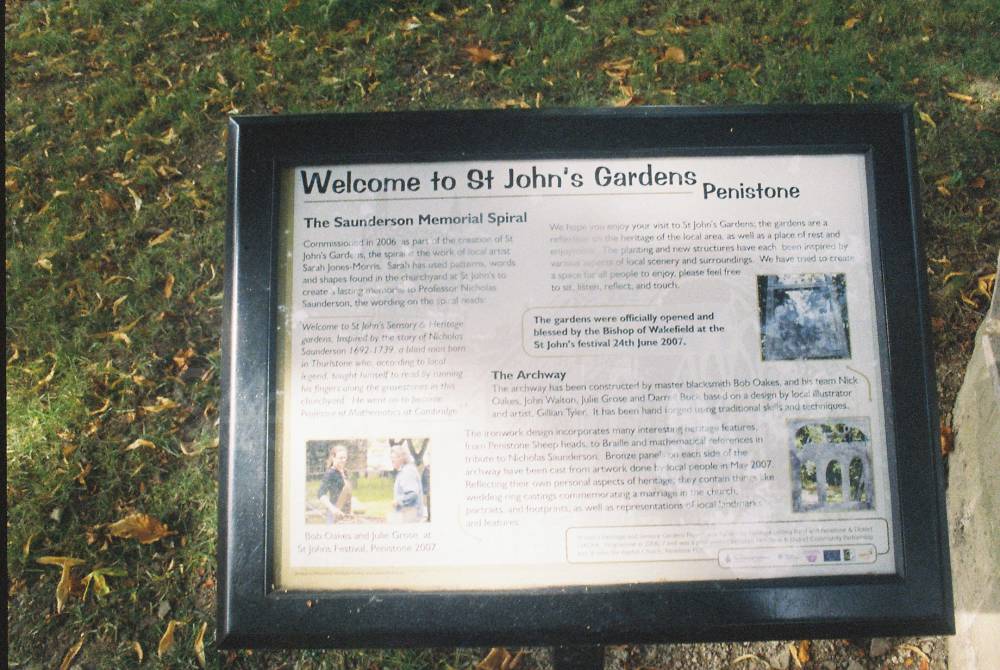 Welcome to St John's Gardens Penistone
The Saunderson Memorial Spiral
Commissioned in 2006 as part of the creation of St
John's Gardens, the spiral is the work of local artist
Sarah Jones-Morris. Sarah has used patterns, words
and shapes found in the churchyard at St John's to
create a lasting memorial to Professor Nicholas
Saunderson, the wording on the spiral reads:
Welcome to St John's Sensory & Heritage
gardens. Inspired by the story of Nicholas
Saunderson 1692-1739, a blind man born
in Thurlstone who, according to local
legend, taught himself to read by running
his fingers along the gravestones in this
churchyard. He went on to become
Professor of Mathematics at Cambridge.
Bob Oakes and Julie Grose at
St Johns Festival, Penistone 2007
We hope you enjoy your visit to St John's Gardens; the gardens are a
reflection on the heritage of the local area, as well as a place of rest and
enjoyment. The planting and new structures have each been inspired by
various aspects of local scenery and surroundings. We have tried to create
a space for all people to enjoy, please feel free
to sit, listen, reflect, and touch.
The gardens were officially opened and
blessed by the Bishop of Wakefield at the
St John's festival 24th June 2007.
The Archway
The archway has been constructed by master blacksmith Bob Oakes, and his team Nick
Oakes, John Walton, Julie Grose and Darrell Buck based on a design by local illustrator
and artist, Gillian Tyler. It has been hand forged using traditional skills and techniques.
The ironwork design incorporates many interesting heritage features,
from Penistone Sheep heads, to Braille and mathematical references in
tribute to Nicholas Saunderson. Bronze panels on each side of the
archway have been cast from artwork done by local people in May 2007.
Reflecting their own personal aspects of heritage, they contain things like
wedding ring castings commemorating a marriage in the church,
portraits, and footprints, as well as representations of local landmarks
and features.